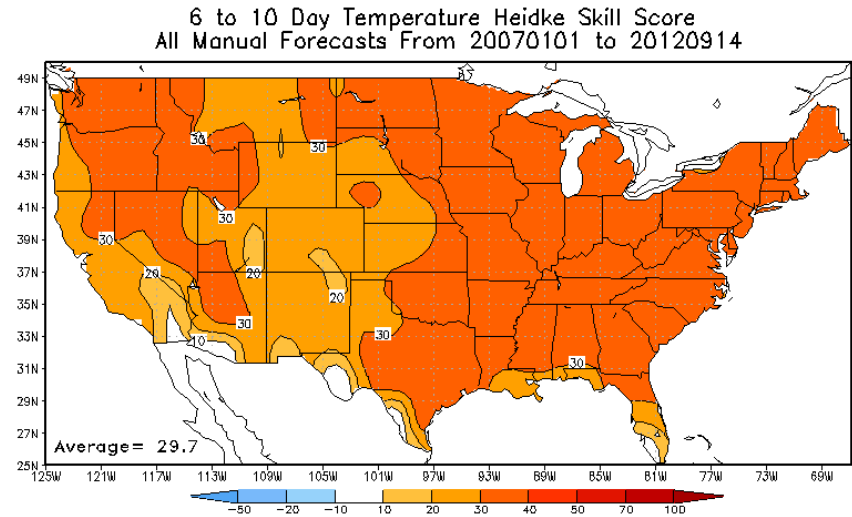 6 to 10 Day Temperature Heidke Skill Score
All Manual Forecasts From 20070101 to 20120914
49N
47N
45N
43N
41N
39N
37N
35N
33N
31N
29N
27N
25N
30
30
30
30
20
20
20
30
10
30
30
Average= 29.7
125W 121W 117W 113W 109W 105W 101W 97W 93W 89W 85W 81W 77W 73W 69W
-50 -20 -10 10 20 30 40 50 70 100